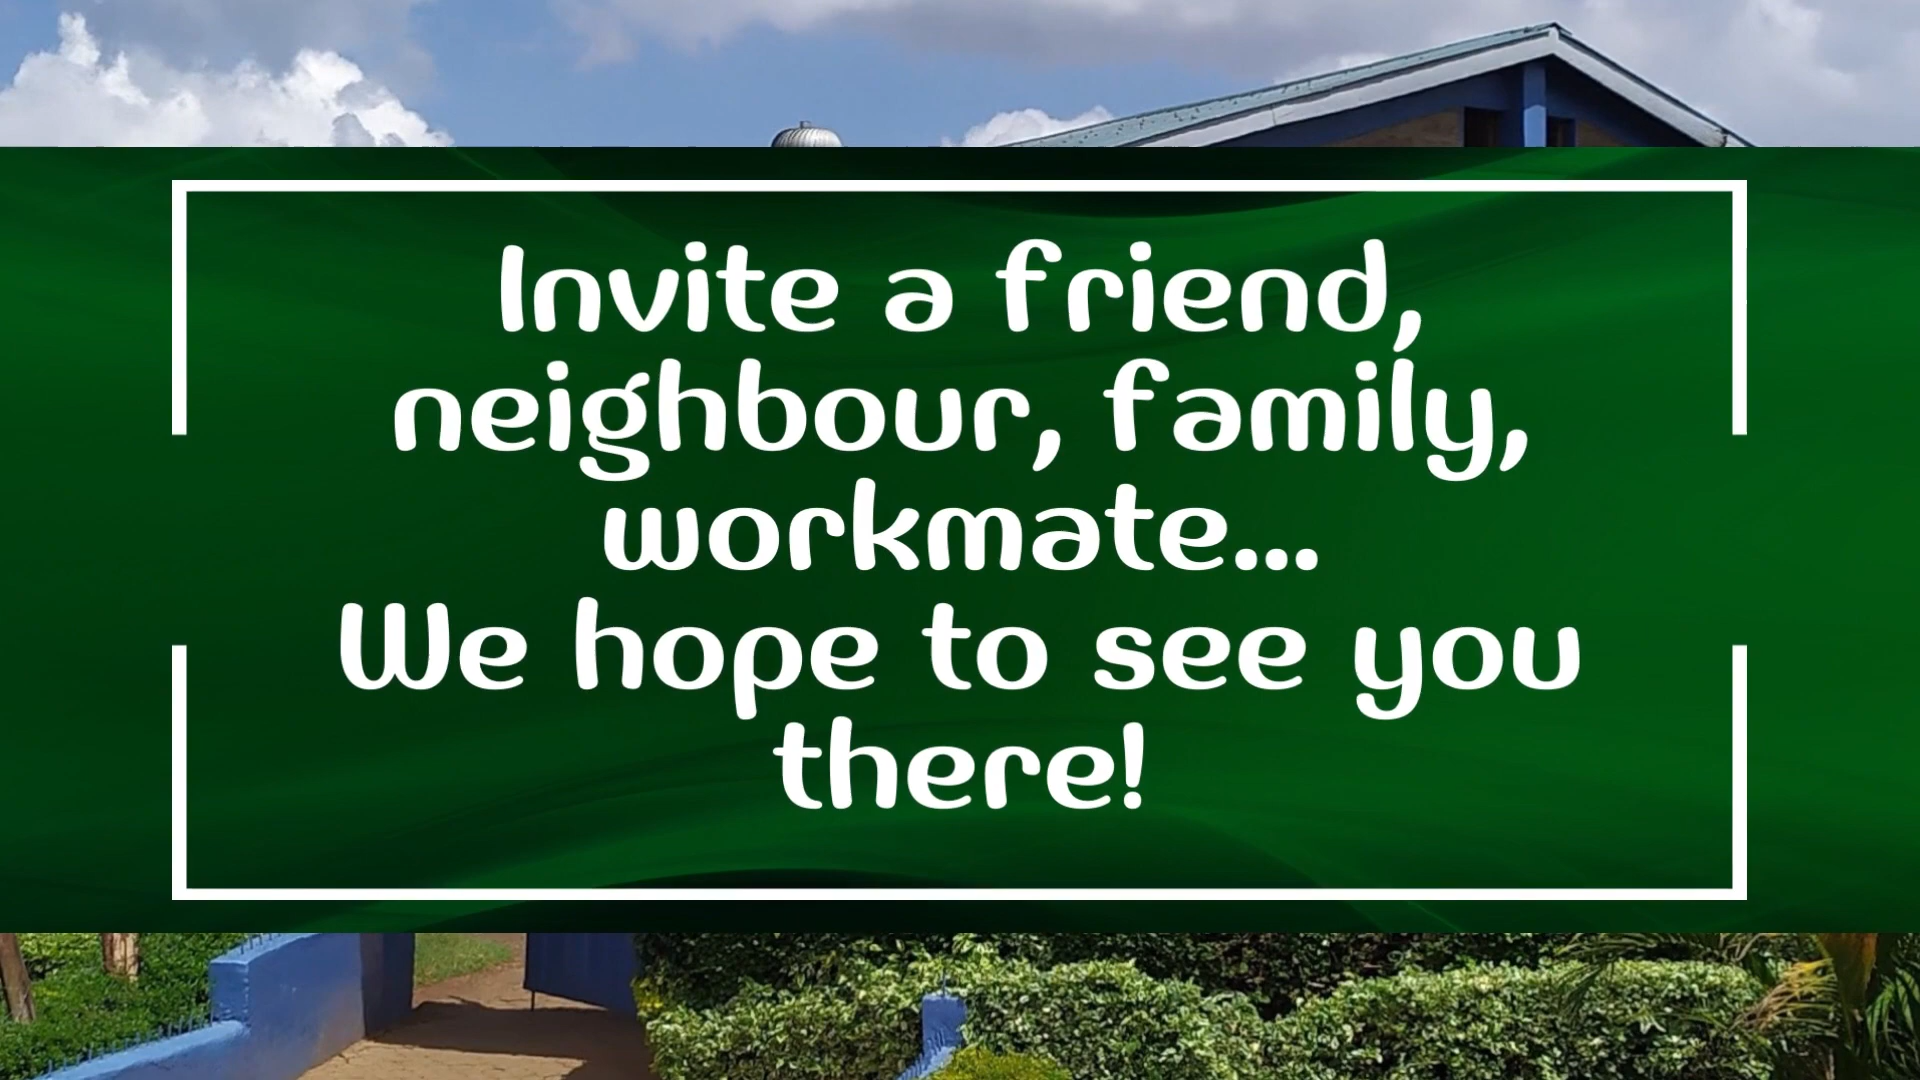 Invite a friend,
neighbour, family,
workmate...
We hope to see you
there!